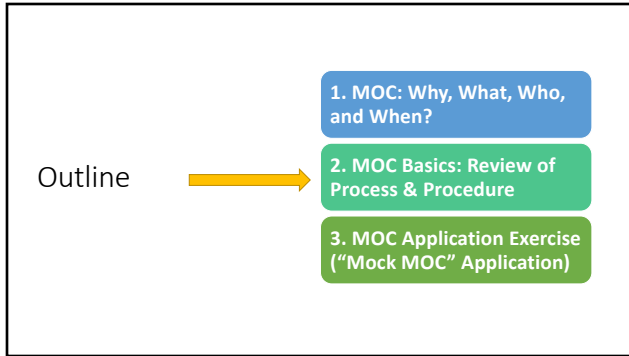 Outline
1. MOC: Why, What, Who,
and When?
2. MOC Basics: Review of
Process & Procedure
3. MOC Application Exercise
(“Mock MOC” Application)